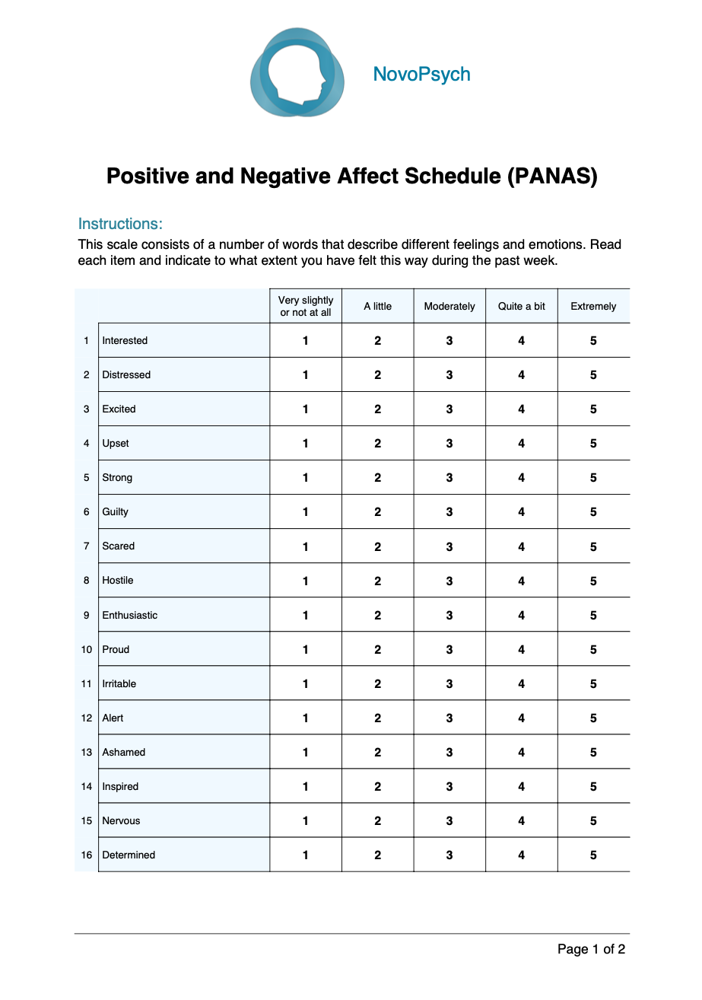 NovoPsych
Positive and Negative Affect Schedule (PANAS)
Instructions:
This scale consists of a number of words that describe different feelings and emotions. Read
each item and indicate to what extent you have felt this way during the past week.
Very slightly
or not at all
A little
Moderately
Quite a bit
Extremely
1 Interested 1 2 3 4 5
2 Distressed 1 2 3 4 5
3 Excited 1 2 3 4 5
4 Upset 1 2 3 4 5
5 Strong 1 2 3 4 5
6 Guilty 1 2 3 4 5
7 Scared 1 2 3 4 5
8 Hostile 1 2 3 4 5
9 Enthusiastic 1 2 3 4 5
10 Proud 1 2 3 4 5
11 Irritable 1 2 3 4 5
12 Alert 1 2 3 4 5
13 Ashamed 1 2 3 4 5
14 Inspired 1 2 3 4 5
15 Nervous 1 2 3 4 5
16 Determined 1 2 3 4 5
Page 1 of 2